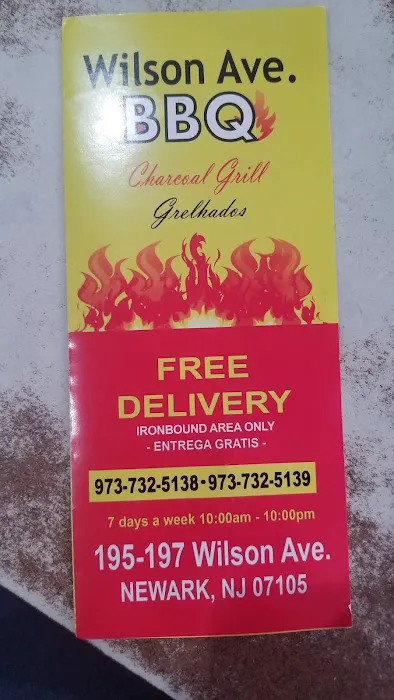 Wilson Ave.
BBQ
Charcoal Grill
Grelhados
FREE
DELIVERY
IRONBOUND AREA ONLY
- ENTREGA GRATIS -
973-732-5138•973-732-5139
7 days a week 10:00am - 10:00pm
195-197 Wilson Ave.
NEWARK, NJ 07105